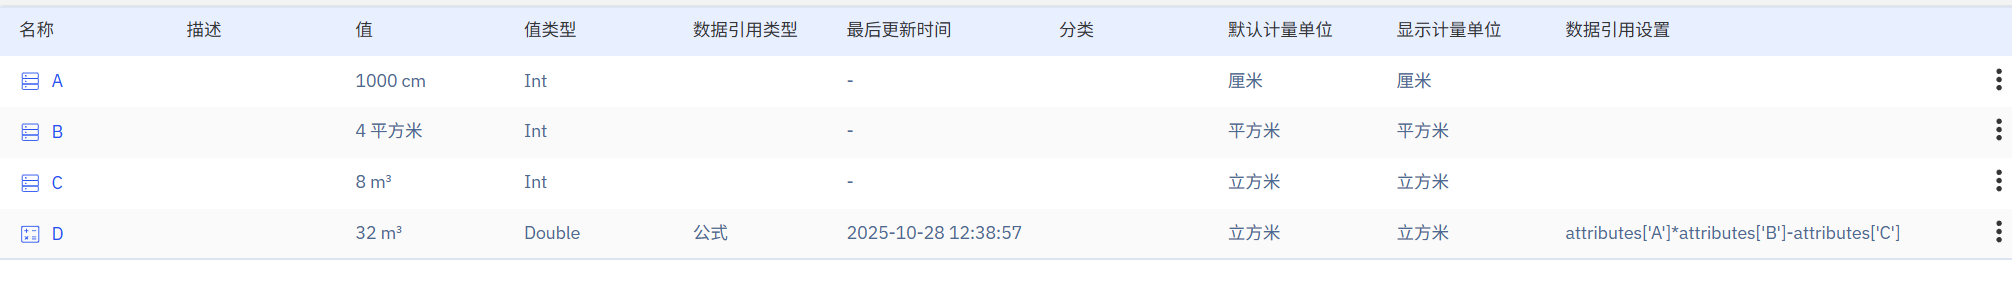 名称 描述 值 值类型 数据引用类型 最后更新时间 分类 默认计量单位 显示计量单位 数据引用设置
A 1000 cm Int - 厘米 厘米
B 4 平方米 Int - 平方米 平方米
C 8 m³ Int - 立方米 立方米
D 32 m³ Double 公式 2025-10-28 12:38:57 立方米 立方米 attributes['A']*attributes['B']-attributes['C']